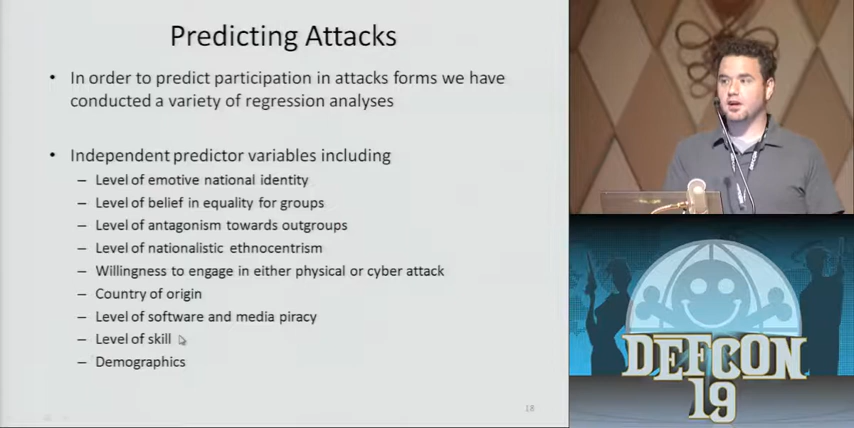 Predicting Attacks
• In order to predict participation in attacks forms we have
conducted a variety of regression analyses
• Independent predictor variables including
– Level of emotive national identity
– Level of belief in equality for groups
– Level of antagonism towards outgroups
– Level of nationalistic ethnocentrism
– Willingness to engage in either physical or cyber attack
– Country of origin
– Level of software and media piracy
– Level of skill
– Demographics
18
DEFCON
19